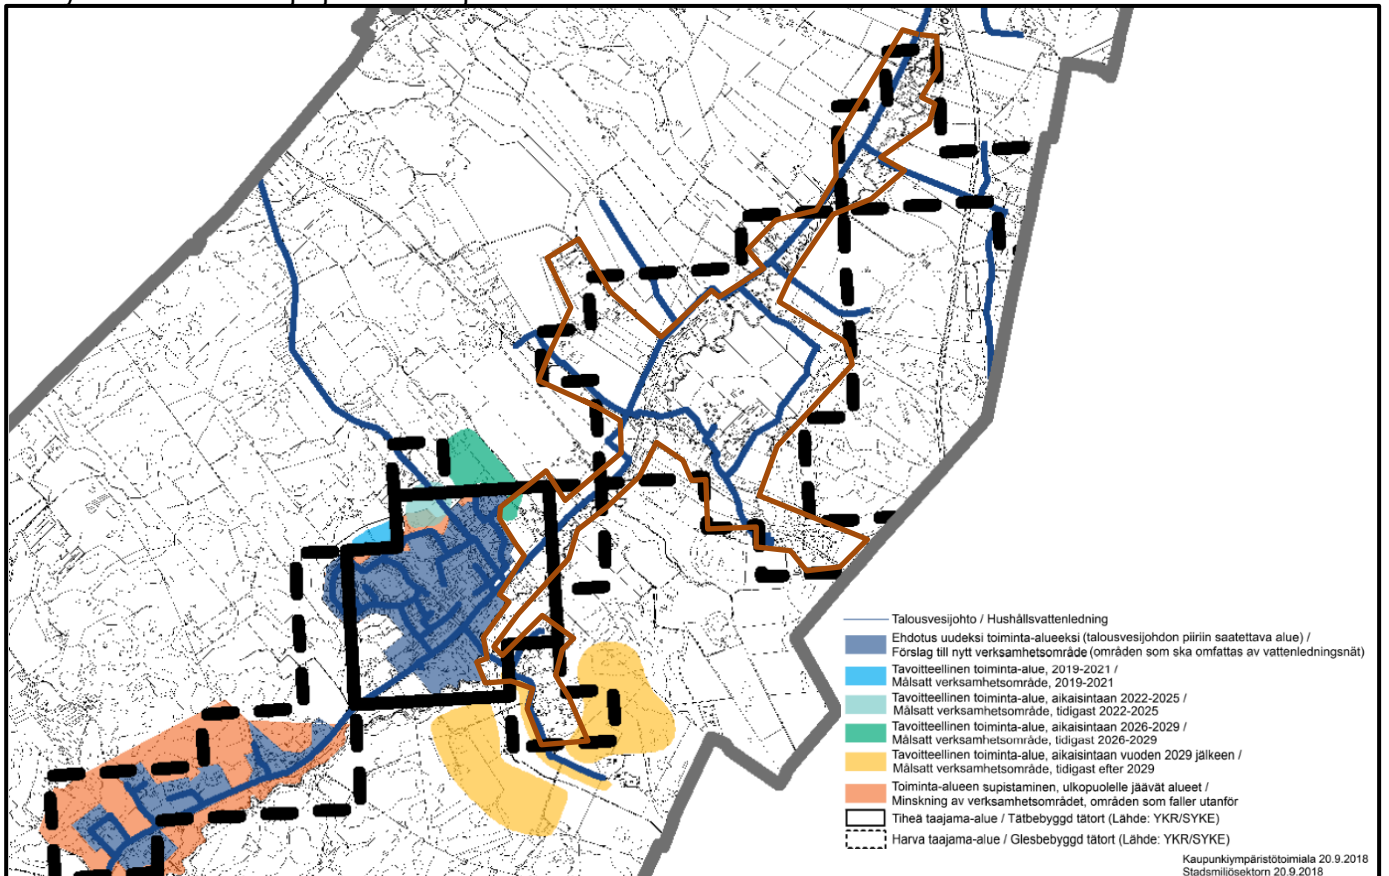 Talousvesijohto / Hushållsvattenledning
Ehdotus uudeksi toiminta-alueeksi (talousvesijohdon piiriin saatettava alue) /
Förslag till nytt verksamhetsområde (områden som ska omfattas av vattenledningsnät)
Tavoitteellinen toiminta-alue, 2019-2021 /
Målsatt verksamhetsområde, 2019-2021
Tavoitteellinen toiminta-alue, aikaisintaan 2022-2025 /
Målsatt verksamhetsområde, tidigast 2022-2025
Tavoitteellinen toiminta-alue, aikaisintaan 2026-2029 /
Målsatt verksamhetsområde, tidigast 2026-2029
Tavoitteellinen toiminta-alue, aikaisintaan vuoden 2029 jälkeen /
Målsatt verksamhetsområde, tidigast efter 2029
Toiminta-alueen supistaminen, ulkopuolelle jäävät alueet /
Minskning av verksamhetsområdet, områden som faller utanför
Tiheä taajama-alue / Tätbebyggd tätort (Lähde: YKR/SYKE)
Harva taajama-alue / Glesbebyggd tätort (Lähde: YKR/SYKE)
Kaupunkiympäristötoimiala 20.9.2018
Stadsmiljösektorn 20.9.2018